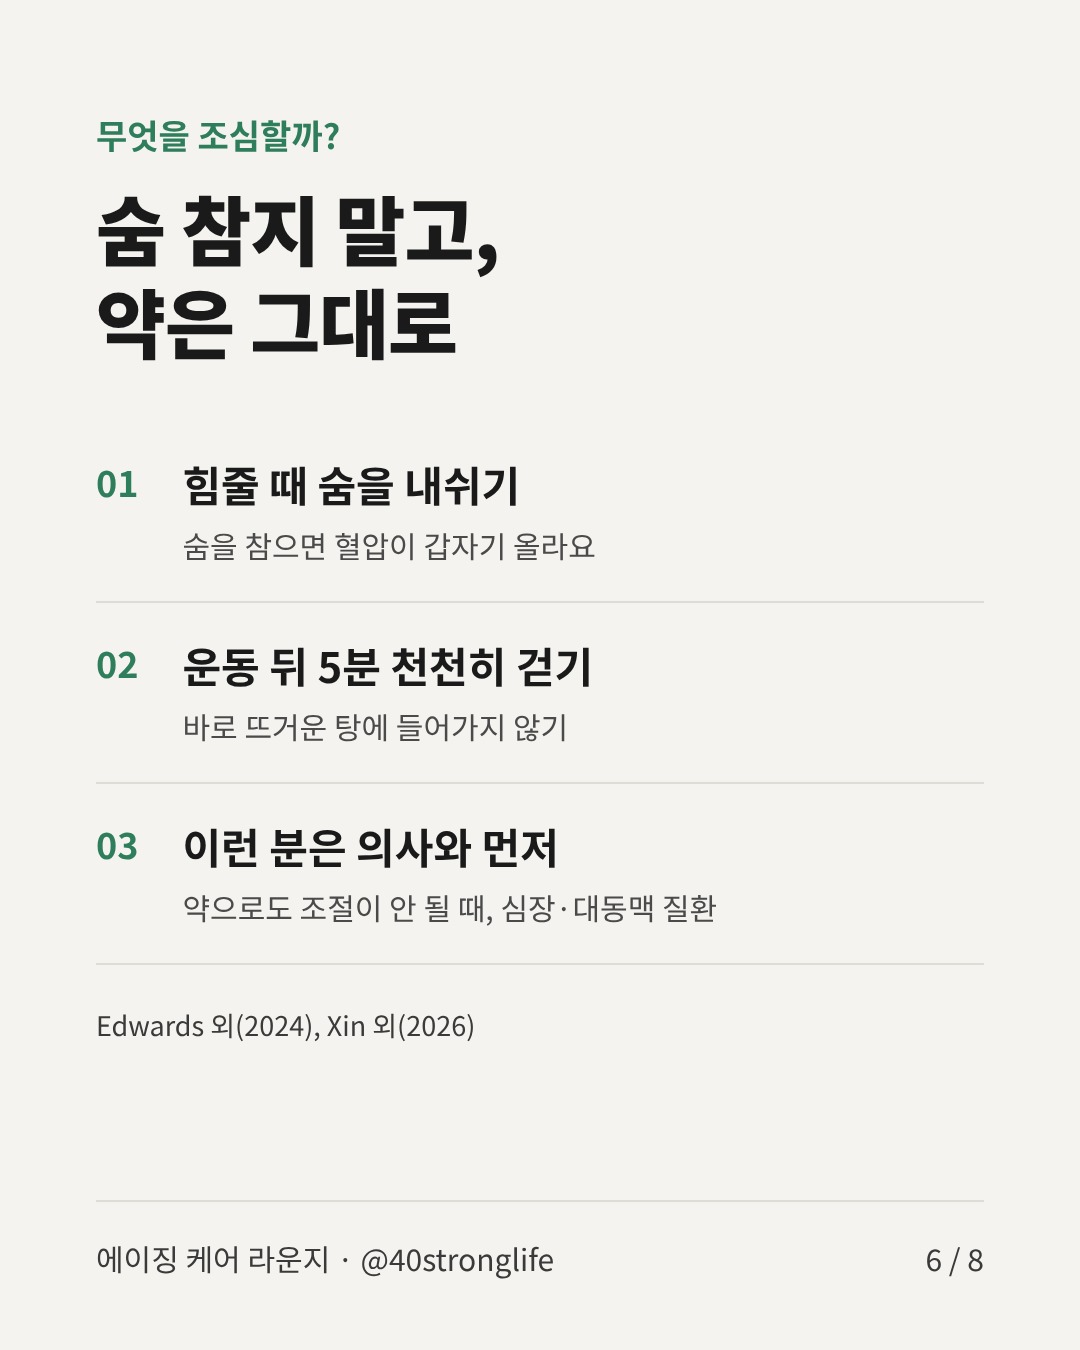 무엇을 조심할까?
숨 참지 말고,
약은 그대로
01 힘줄 때 숨을 내쉬기
숨을 참으면 혈압이 갑자기 올라요
02 운동 뒤 5분 천천히 걷기
바로 뜨거운 탕에 들어가지 않기
03 이런 분은 의사와 먼저
약으로도 조절이 안 될 때, 심장·대동맥 질환
Edwards 외(2024), Xin 외(2026)
에이징 케어 라운지 · @40stronglife 6 / 8